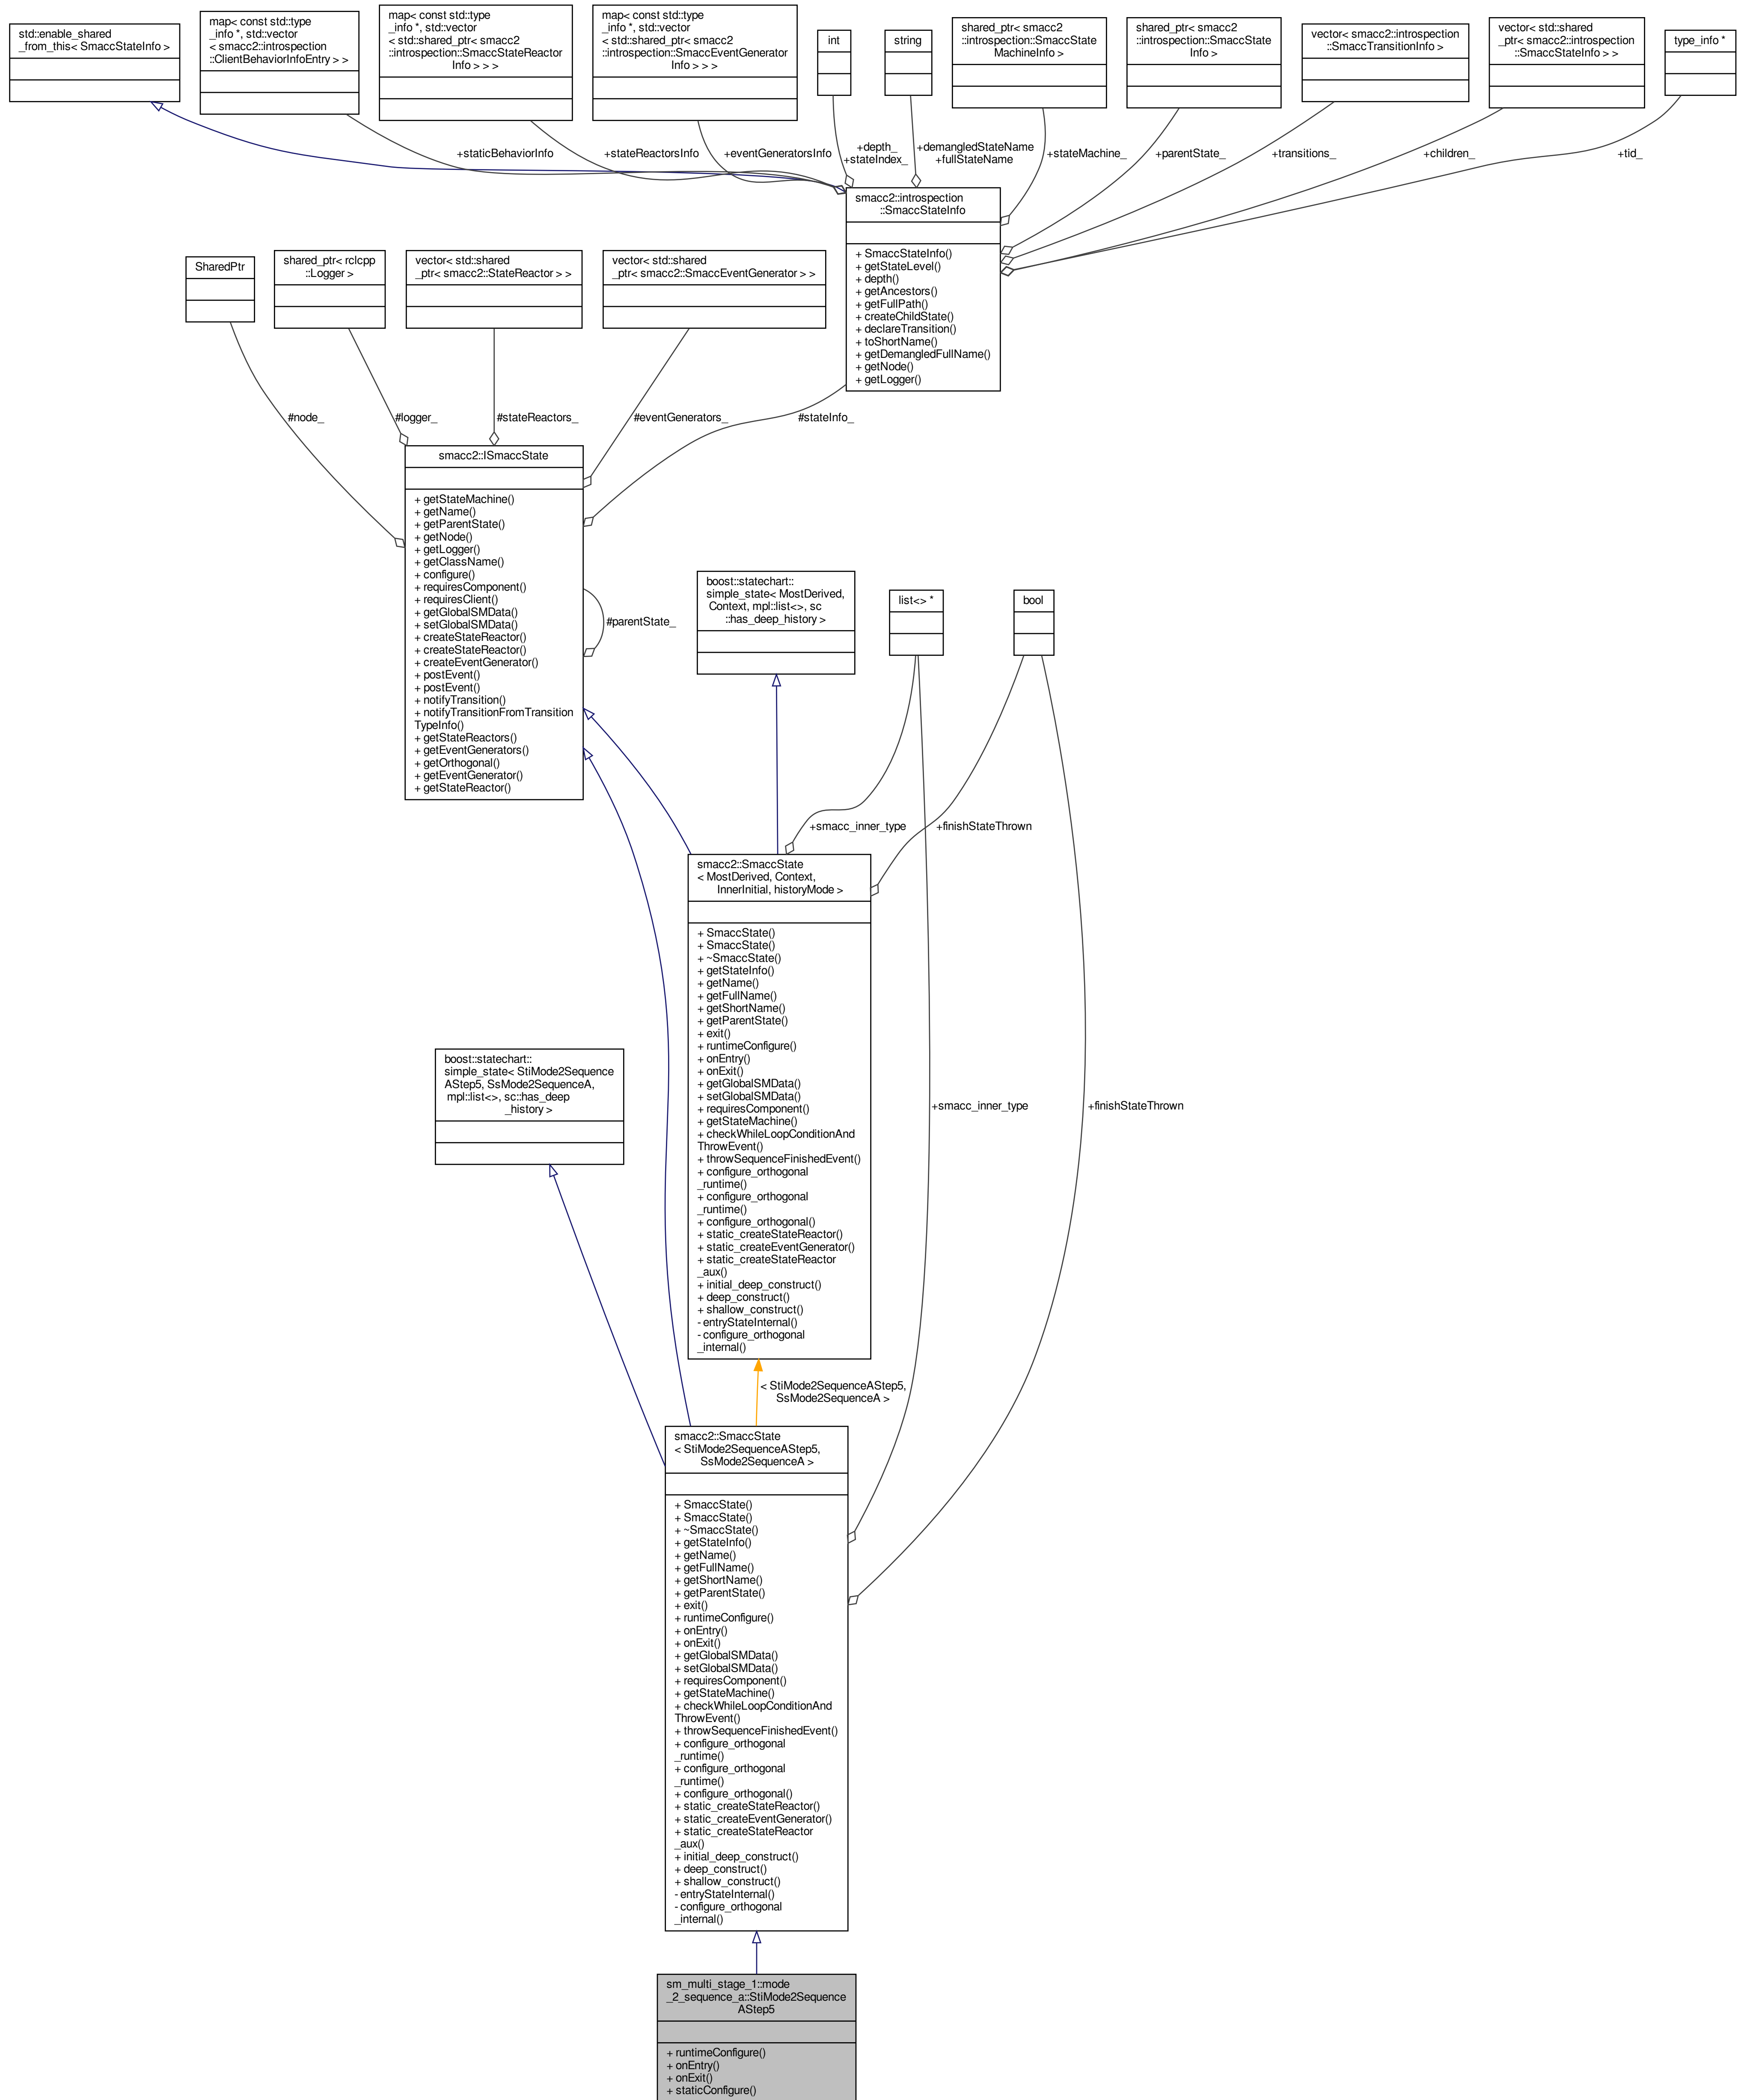 std::enable_shared
_from_this< SmaccStateInfo >
map< const std::type
_info *, std::vector
< smacc2::introspection
::ClientBehaviorInfoEntry > >
map< const std::type
_info *, std::vector
< std::shared_ptr< smacc2
::introspection::SmaccStateReactor
Info > > >
map< const std::type
_info *, std::vector
< std::shared_ptr< smacc2
::introspection::SmaccEventGenerator
Info > > >
int
string
shared_ptr< smacc2
::introspection::SmaccState
MachineInfo >
shared_ptr< smacc2
::introspection::SmaccState
Info >
vector< smacc2::introspection
::SmaccTransitionInfo >
vector< std::shared
_ptr< smacc2::introspection
::SmaccStateInfo > >
type_info *
+staticBehaviorInfo
+stateReactorsInfo
+eventGeneratorsInfo
+depth_
+stateIndex_
+demangledStateName
+fullStateName
+stateMachine_
+parentState_
+transitions_
+children_
+tid_
smacc2::introspection
::SmaccStateInfo
+ SmaccStateInfo()
+ getStateLevel()
+ depth()
+ getAncestors()
+ getFullPath()
+ createChildState()
+ declareTransition()
+ toShortName()
+ getDemangledFullName()
+ getNode()
+ getLogger()
SharedPtr
shared_ptr< rclcpp
::Logger >
vector< std::shared
_ptr< smacc2::StateReactor > >
vector< std::shared
_ptr< smacc2::SmaccEventGenerator > >
#node_
#logger_
#stateReactors_
#eventGenerators_
#stateInfo_
smacc2::ISmaccState
+ getStateMachine()
+ getName()
+ getParentState()
+ getNode()
+ getLogger()
+ getClassName()
+ configure()
+ requiresComponent()
+ requiresClient()
+ getGlobalSMData()
+ setGlobalSMData()
+ createStateReactor()
+ createStateReactor()
+ createEventGenerator()
+ postEvent()
+ postEvent()
+ notifyTransition()
+ notifyTransitionFromTransition
TypeInfo()
+ getStateReactors()
+ getEventGenerators()
+ getOrthogonal()
+ getEventGenerator()
+ getStateReactor()
#parentState_
boost::statechart::
simple_state< MostDerived,
Context, mpl::list<>, sc
::has_deep_history >
list<> *
bool
+smacc_inner_type
+finishStateThrown
smacc2::SmaccState
< MostDerived, Context,
InnerInitial, historyMode >
+ SmaccState()
+ SmaccState()
+ ~SmaccState()
+ getStateInfo()
+ getName()
+ getFullName()
+ getShortName()
+ getParentState()
+ exit()
+ runtimeConfigure()
+ onEntry()
+ onExit()
+ getGlobalSMData()
+ setGlobalSMData()
+ requiresComponent()
+ getStateMachine()
+ checkWhileLoopConditionAnd
ThrowEvent()
+ throwSequenceFinishedEvent()
+ configure_orthogonal
_runtime()
+ configure_orthogonal
_runtime()
+ configure_orthogonal()
+ static_createStateReactor()
+ static_createEventGenerator()
+ static_createStateReactor
_aux()
+ initial_deep_construct()
+ deep_construct()
+ shallow_construct()
- entryStateInternal()
- configure_orthogonal
_internal()
boost::statechart::
simple_state< StiMode2Sequence
AStep5, SsMode2SequenceA,
mpl::list<>, sc::has_deep
_history >
+smacc_inner_type
+finishStateThrown
< StiMode2SequenceAStep5,
SsMode2SequenceA >
smacc2::SmaccState
< StiMode2SequenceAStep5,
SsMode2SequenceA >
+ SmaccState()
+ SmaccState()
+ ~SmaccState()
+ getStateInfo()
+ getName()
+ getFullName()
+ getShortName()
+ getParentState()
+ exit()
+ runtimeConfigure()
+ onEntry()
+ onExit()
+ getGlobalSMData()
+ setGlobalSMData()
+ requiresComponent()
+ getStateMachine()
+ checkWhileLoopConditionAnd
ThrowEvent()
+ throwSequenceFinishedEvent()
+ configure_orthogonal
_runtime()
+ configure_orthogonal
_runtime()
+ configure_orthogonal()
+ static_createStateReactor()
+ static_createEventGenerator()
+ static_createStateReactor
_aux()
+ initial_deep_construct()
+ deep_construct()
+ shallow_construct()
- entryStateInternal()
- configure_orthogonal
_internal()
sm_multi_stage_1::mode
_2_sequence_a::StiMode2Sequence
AStep5
+ runtimeConfigure()
+ onEntry()
+ onExit()
+ staticConfigure()